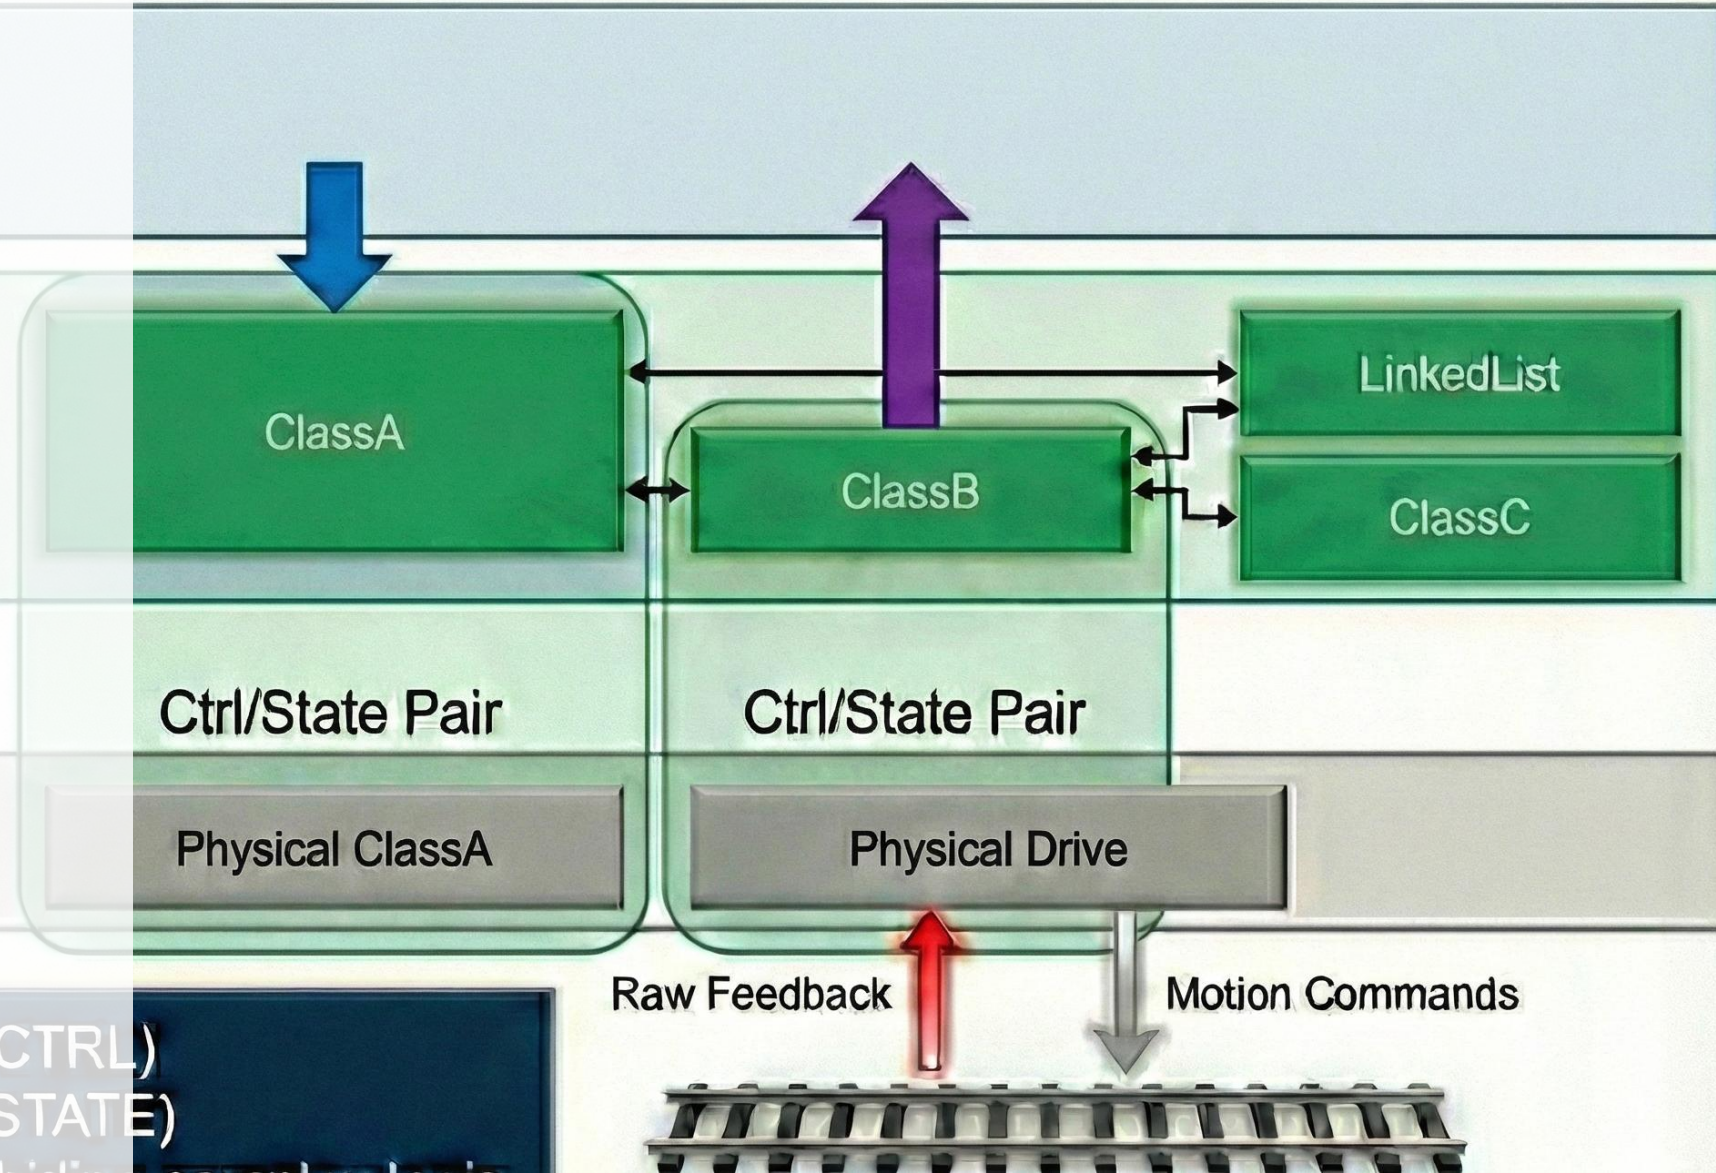 LinkedList
ClassA
ClassB
ClassC
Ctrl/State Pair
Ctrl/State Pair
Physical ClassA
Physical Drive
Raw Feedback
Motion Commands
CTRL)
STATE)